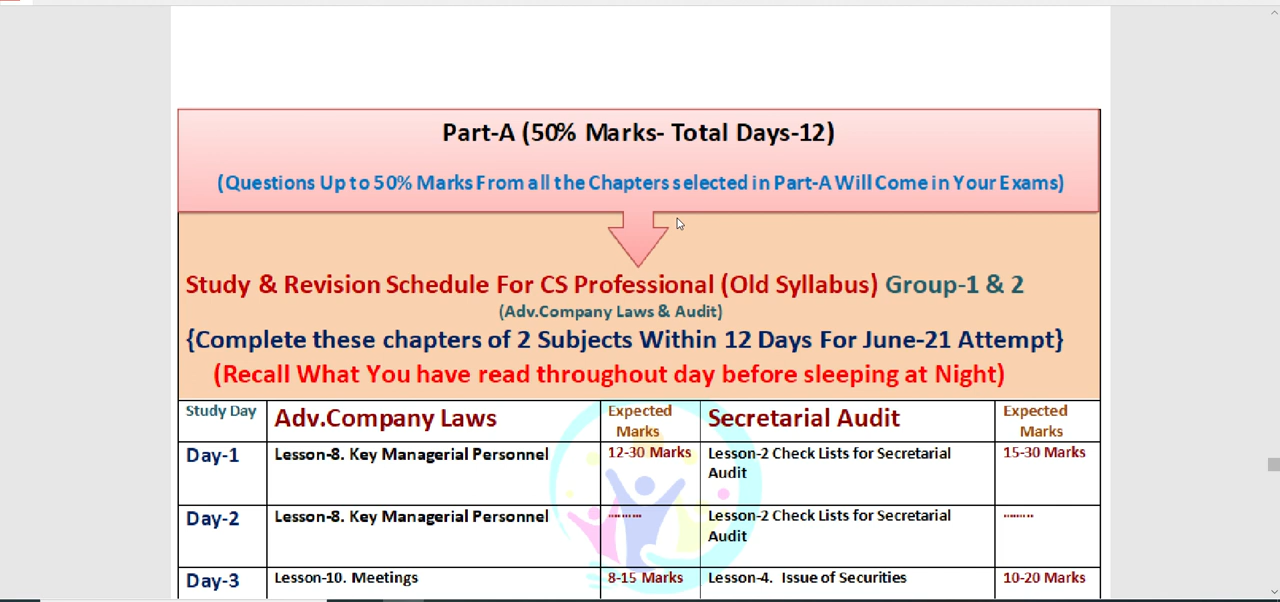 Part-A (50% Marks- Total Days-12)
(Questions Up to 50% Marks From all the Chapters selected in Part-A Will Come in Your Exams)
Study & Revision Schedule For CS Professional (Old Syllabus) Group-1 & 2
(Adv.Company Laws & Audit)
{Complete these chapters of 2 Subjects Within 12 Days For June-21 Attempt}
(Recall What You have read throughout day before sleeping at Night)
Study Day Adv.Company Laws Expected Marks Secretarial Audit Expected Marks
Day-1 Lesson-8. Key Managerial Personnel 12-30 Marks Lesson-2 Check Lists for Secretarial Audit 15-30 Marks
Day-2 Lesson-8. Key Managerial Personnel ......... Lesson-2 Check Lists for Secretarial Audit ........
Day-3 Lesson-10. Meetings 8-15 Marks Lesson-4. Issue of Securities 10-20 Marks